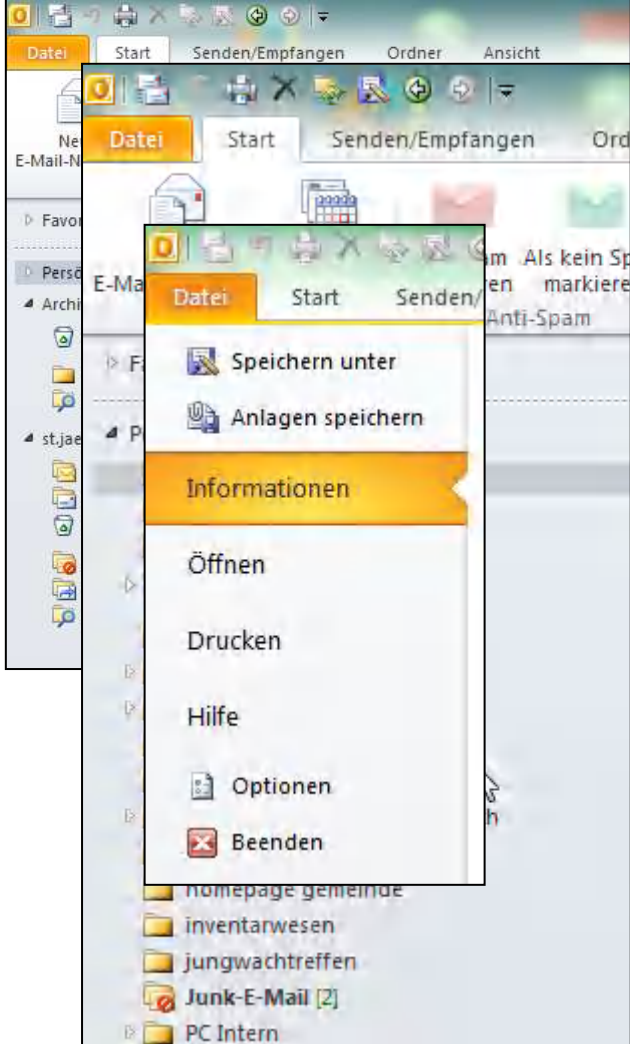 Datei Start Senden/Empfangen Ordner Ansicht
E-Mail-N
Favor
Persö
Archi
st.jae
Datei Start Senden/Empfangen Ord
E-Ma
Als kein Sp
markiere
Anti-Spam
Datei Start Senden/
Speichern unter
Anlagen speichern
Informationen
Öffnen
Drucken
Hilfe
Optionen
Beenden
homepage gemeinde
inventarwesen
jungwachtreffen
Junk-E-Mail [2]
PC Intern